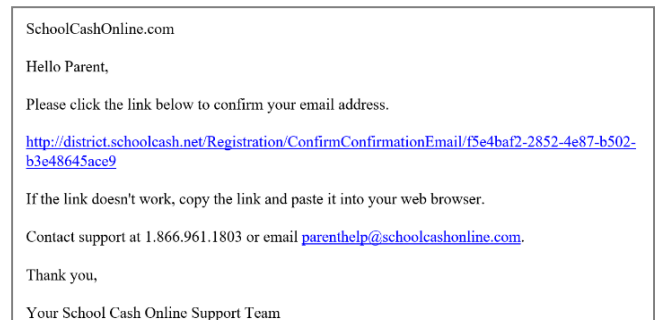 SchoolCashOnline.com
Hello Parent,
Please click the link below to confirm your email address.
http://district.schoolcash.net/Registration/ConfirmConfirmationEmail/f5e4baf2-2852-4e87-b502-
b3e48645ace9
If the link doesn't work, copy the link and paste it into your web browser.
Contact support at 1.866.961.1803 or email parenthelp@schoolcashonline.com.
Thank you,
Your School Cash Online Support Team